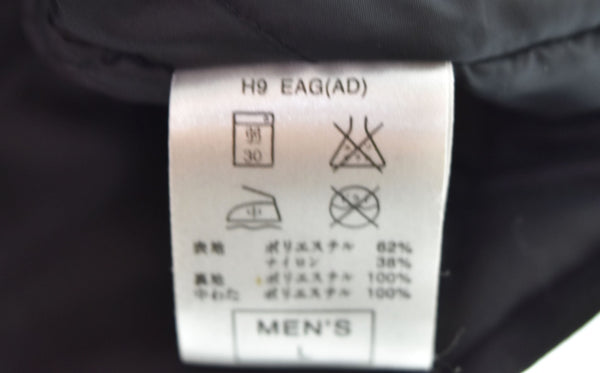 H9 EAG(AD)
弱
30
中
表地 ポリエステル 62%
ナイロン 38%
裏地 ポリエステル 100%
中わた ポリエステル 100%
MEN'S
L